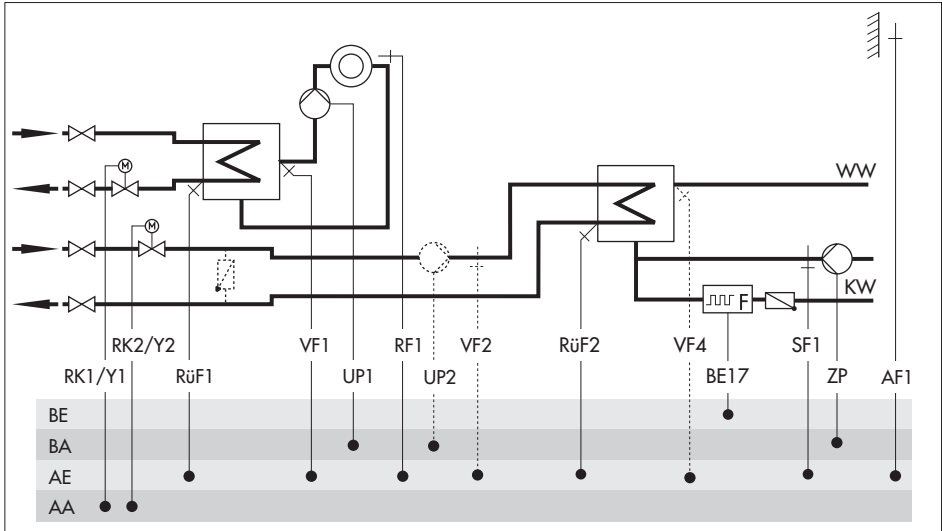 M
M
WW
F
KW
RK2/Y2 VF1 RF1 VF2 RüF2 VF4 SF1
RK1/Y1 RüF1 UP1 UP2 BE17 ZP AF1
BE
BA
AE
AA